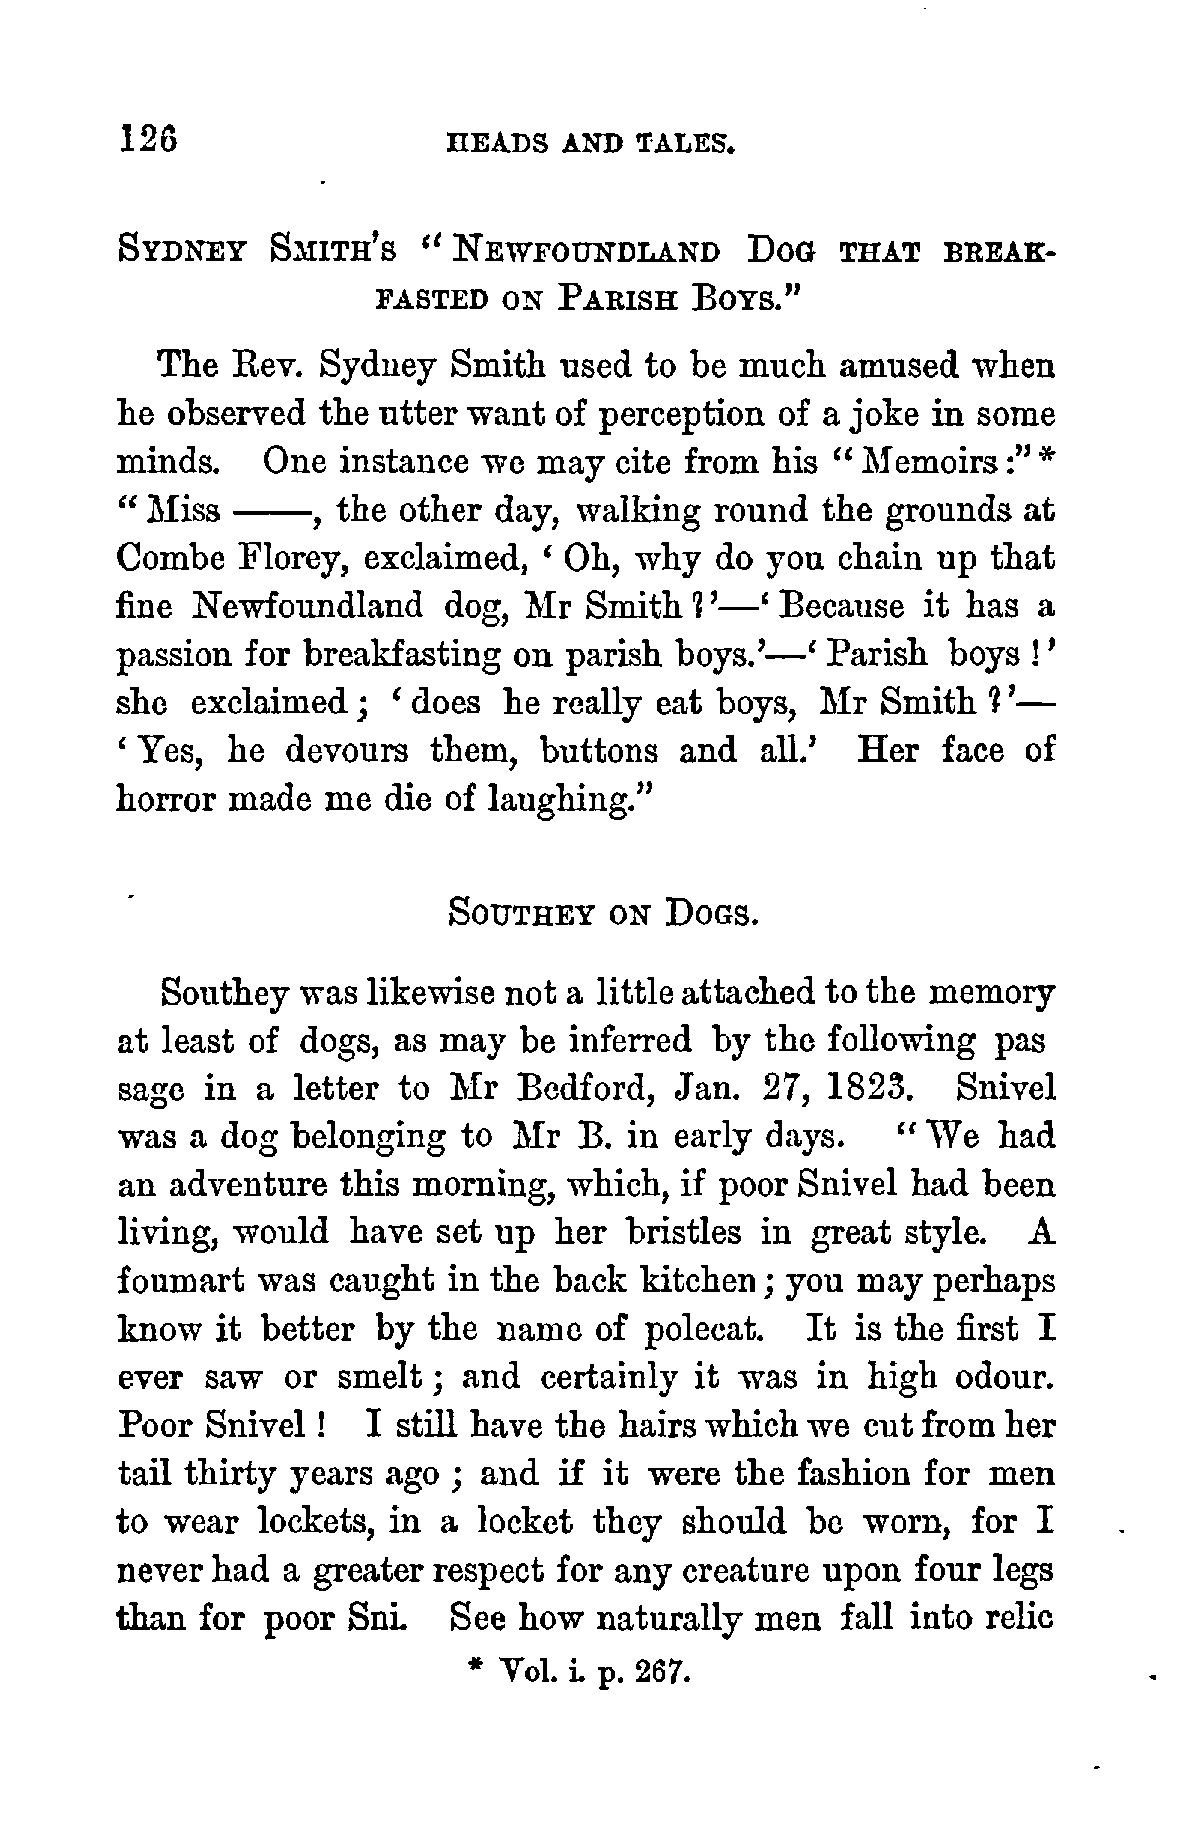 126 HEADS AND TALES.
SYDNEY SMITH'S “NEWFOUNDLAND DOG THAT BREAK-
FASTED ON PARISH BOYS.”
The Rev. Sydney Smith used to be much amused when
he observed the utter want of perception of a joke in some
minds. One instance we may cite from his “Memoirs:”*
“Miss ——, the other day, walking round the grounds at
Combe Florey, exclaimed, ‘Oh, why do you chain up that
fine Newfoundland dog, Mr Smith?’—‘Because it has a
passion for breakfasting on parish boys.’—‘Parish boys!’
she exclaimed; ‘does he really eat boys, Mr Smith?’—
‘Yes, he devours them, buttons and all.’ Her face of
horror made me die of laughing.”
SOUTHEY ON DOGS.
Southey was likewise not a little attached to the memory
at least of dogs, as may be inferred by the following pas
sage in a letter to Mr Bedford, Jan. 27, 1823. Snivel
was a dog belonging to Mr B. in early days. “We had
an adventure this morning, which, if poor Snivel had been
living, would have set up her bristles in great style. A
foumart was caught in the back kitchen; you may perhaps
know it better by the name of polecat. It is the first I
ever saw or smelt; and certainly it was in high odour.
Poor Snivel! I still have the hairs which we cut from her
tail thirty years ago; and if it were the fashion for men
to wear lockets, in a locket they should be worn, for I
never had a greater respect for any creature upon four legs
than for poor Sni. See how naturally men fall into relic
* Vol. i. p. 267.